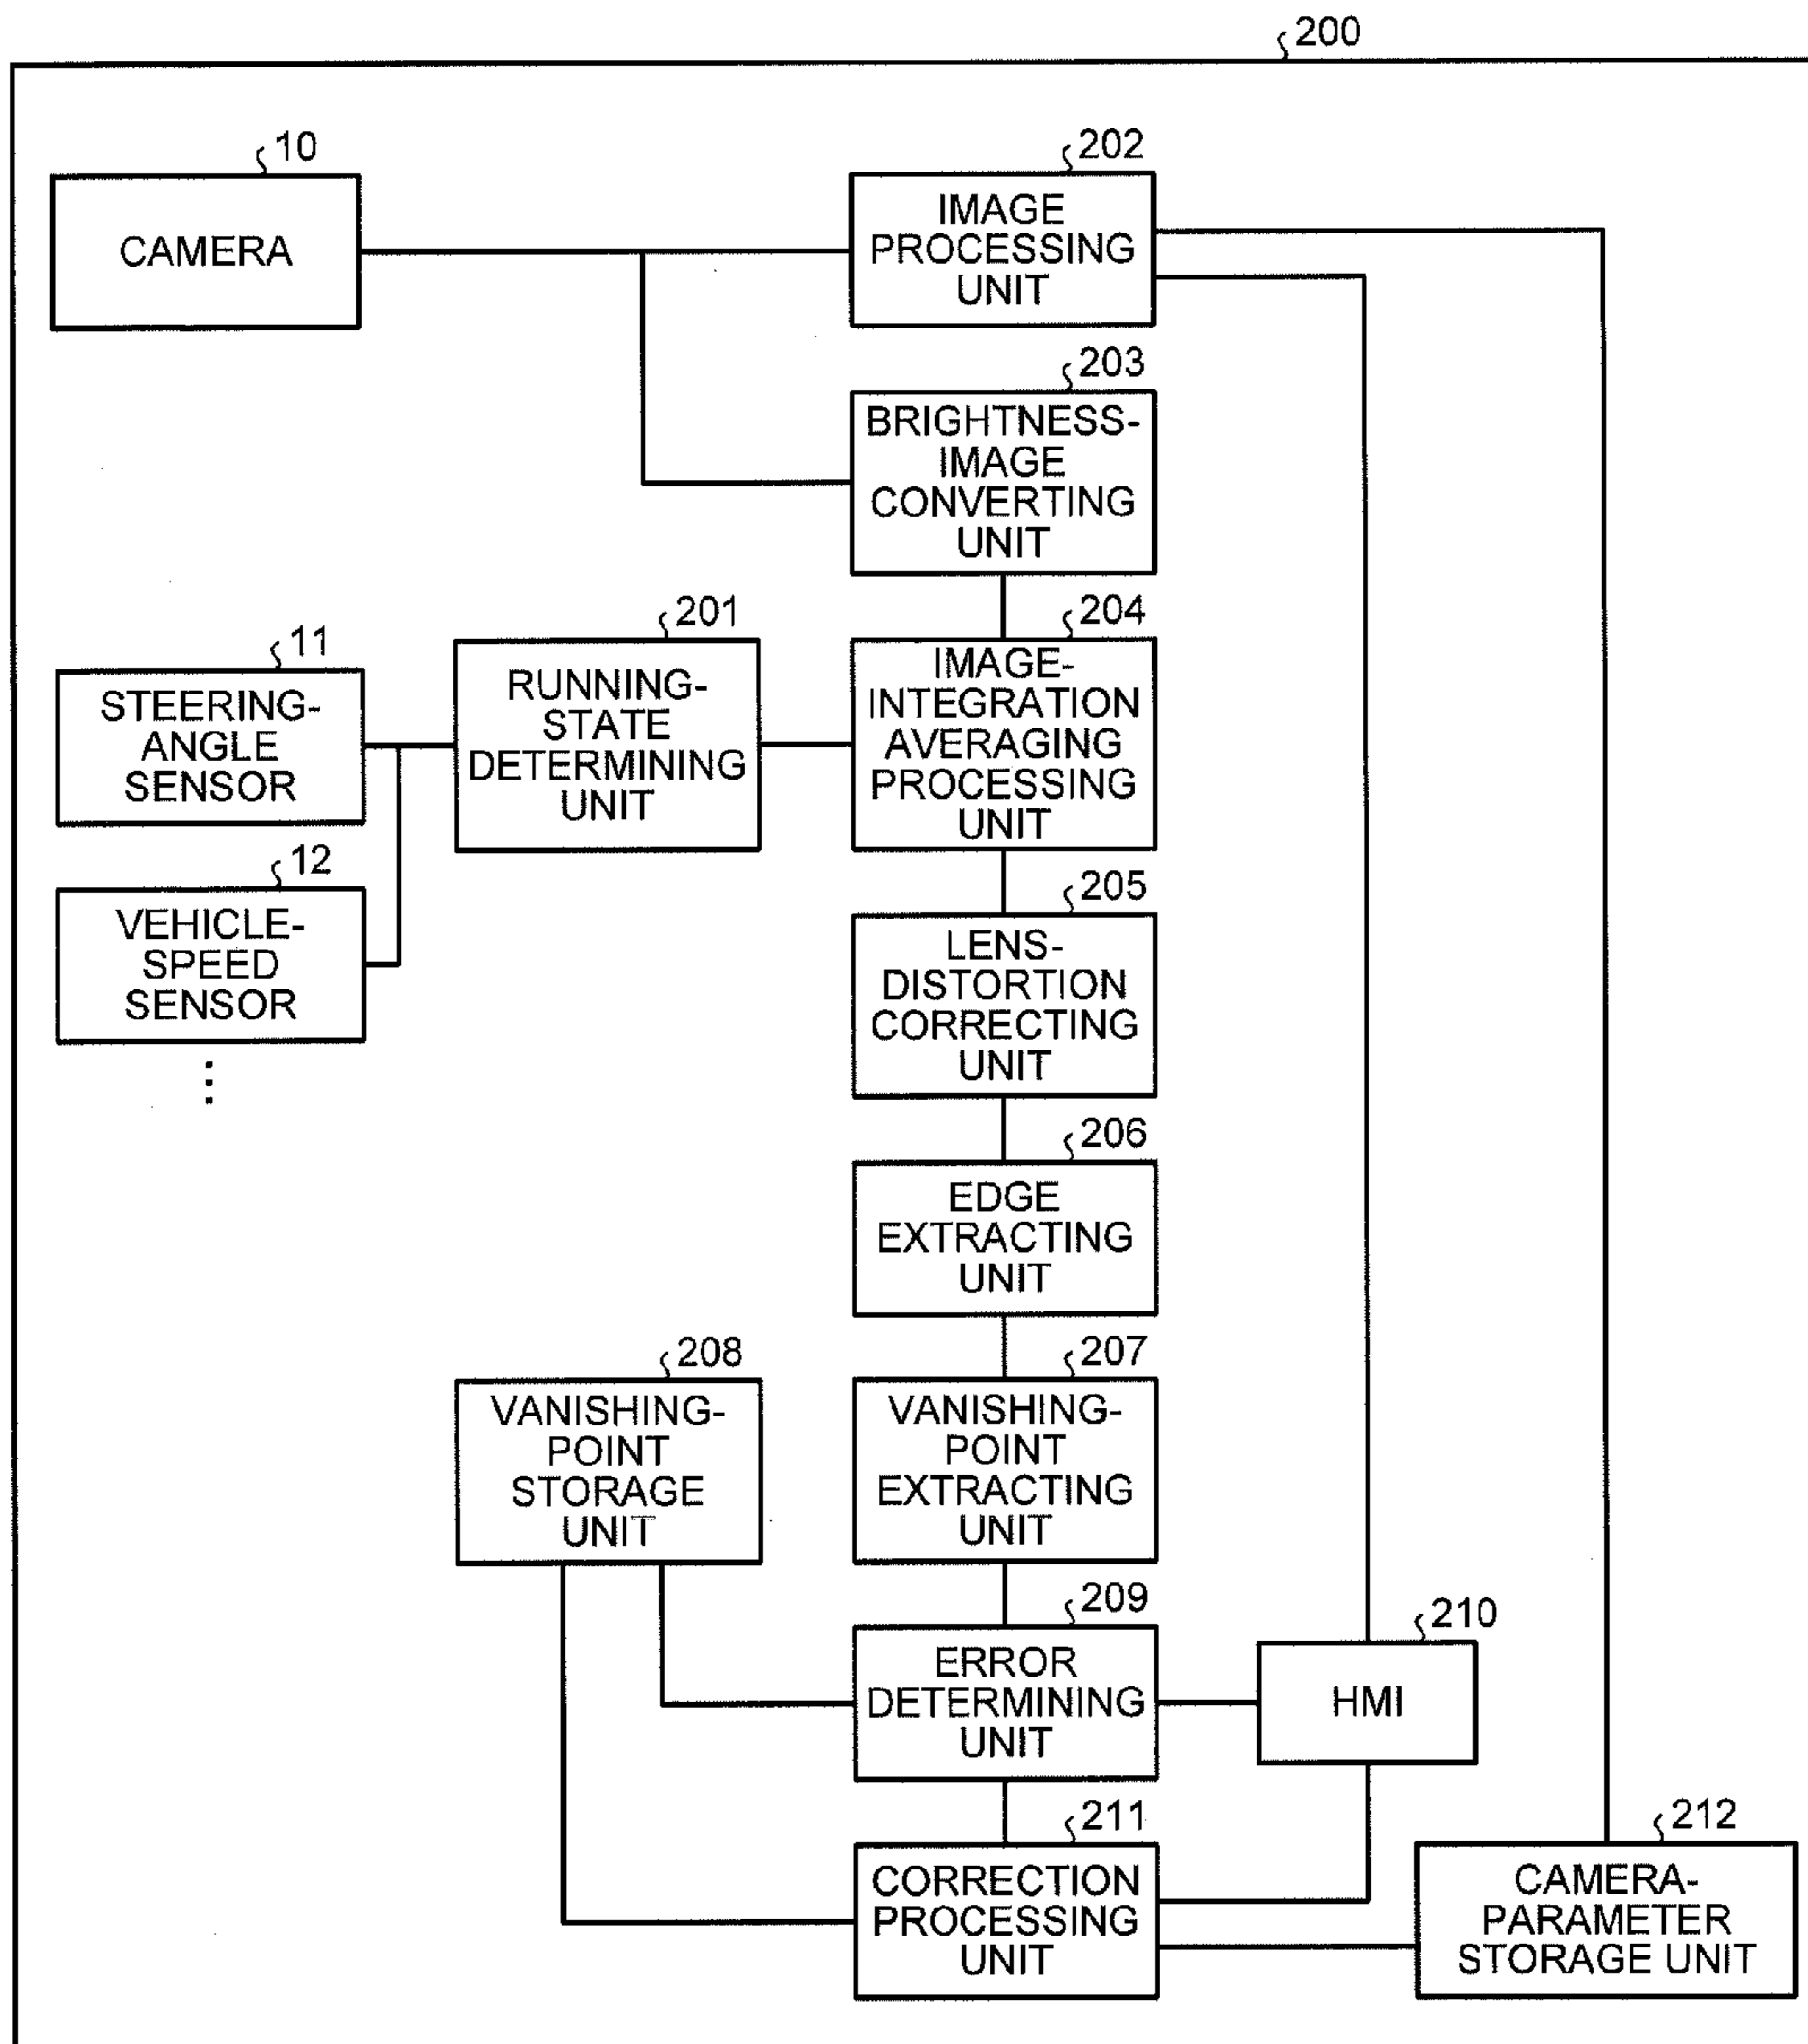 200
10
CAMERA
202
IMAGE
PROCESSING
UNIT
203
BRIGHTNESS-
IMAGE
CONVERTING
UNIT
11
STEERING-
ANGLE
SENSOR
201
RUNNING-
STATE
DETERMINING
UNIT
204
IMAGE-
INTEGRATION
AVERAGING
PROCESSING
UNIT
12
VEHICLE-
SPEED
SENSOR
205
LENS-
DISTORTION
CORRECTING
UNIT
206
EDGE
EXTRACTING
UNIT
208
VANISHING-
POINT
STORAGE
UNIT
207
VANISHING-
POINT
EXTRACTING
UNIT
209
ERROR
DETERMINING
UNIT
210
HMI
211
CORRECTION
PROCESSING
UNIT
212
CAMERA-
PARAMETER
STORAGE UNIT